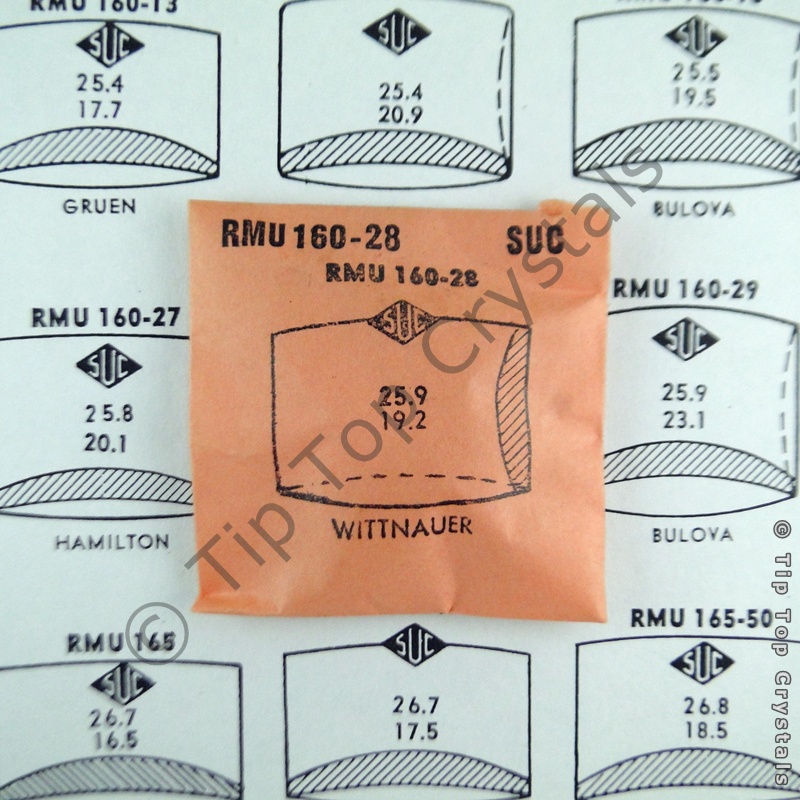 RMU 160-13
SUC
25.4
17.7
GRUEN
SUC
25.4
20.9
SUC
25.5
19.5
BULOVA
RMU 160-28 SUC
RMU 160-28
SUC
25.9
19.2
WITTNAUER
RMU 160-27
SUC
25.8
20.1
HAMILTON
RMU 160-29
SUC
25.9
23.1
BULOVA
RMU 165
SUC
26.7
16.5
SUC
26.7
17.5
RMU 165-50
SUC
26.8
18.5
© Tip Top Crystals
© Tip Top Crystals